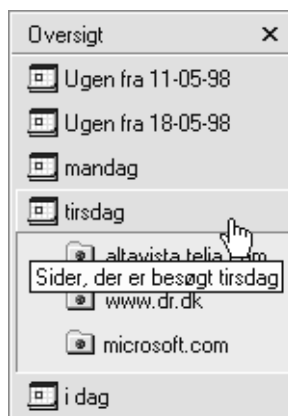 Oversigt
Ugen fra 11-05-98
Ugen fra 18-05-98
mandag
tirsdag
altavista.telia.com
Sider, der er besøgt tirsdag
www.dr.dk
microsoft.com
i dag